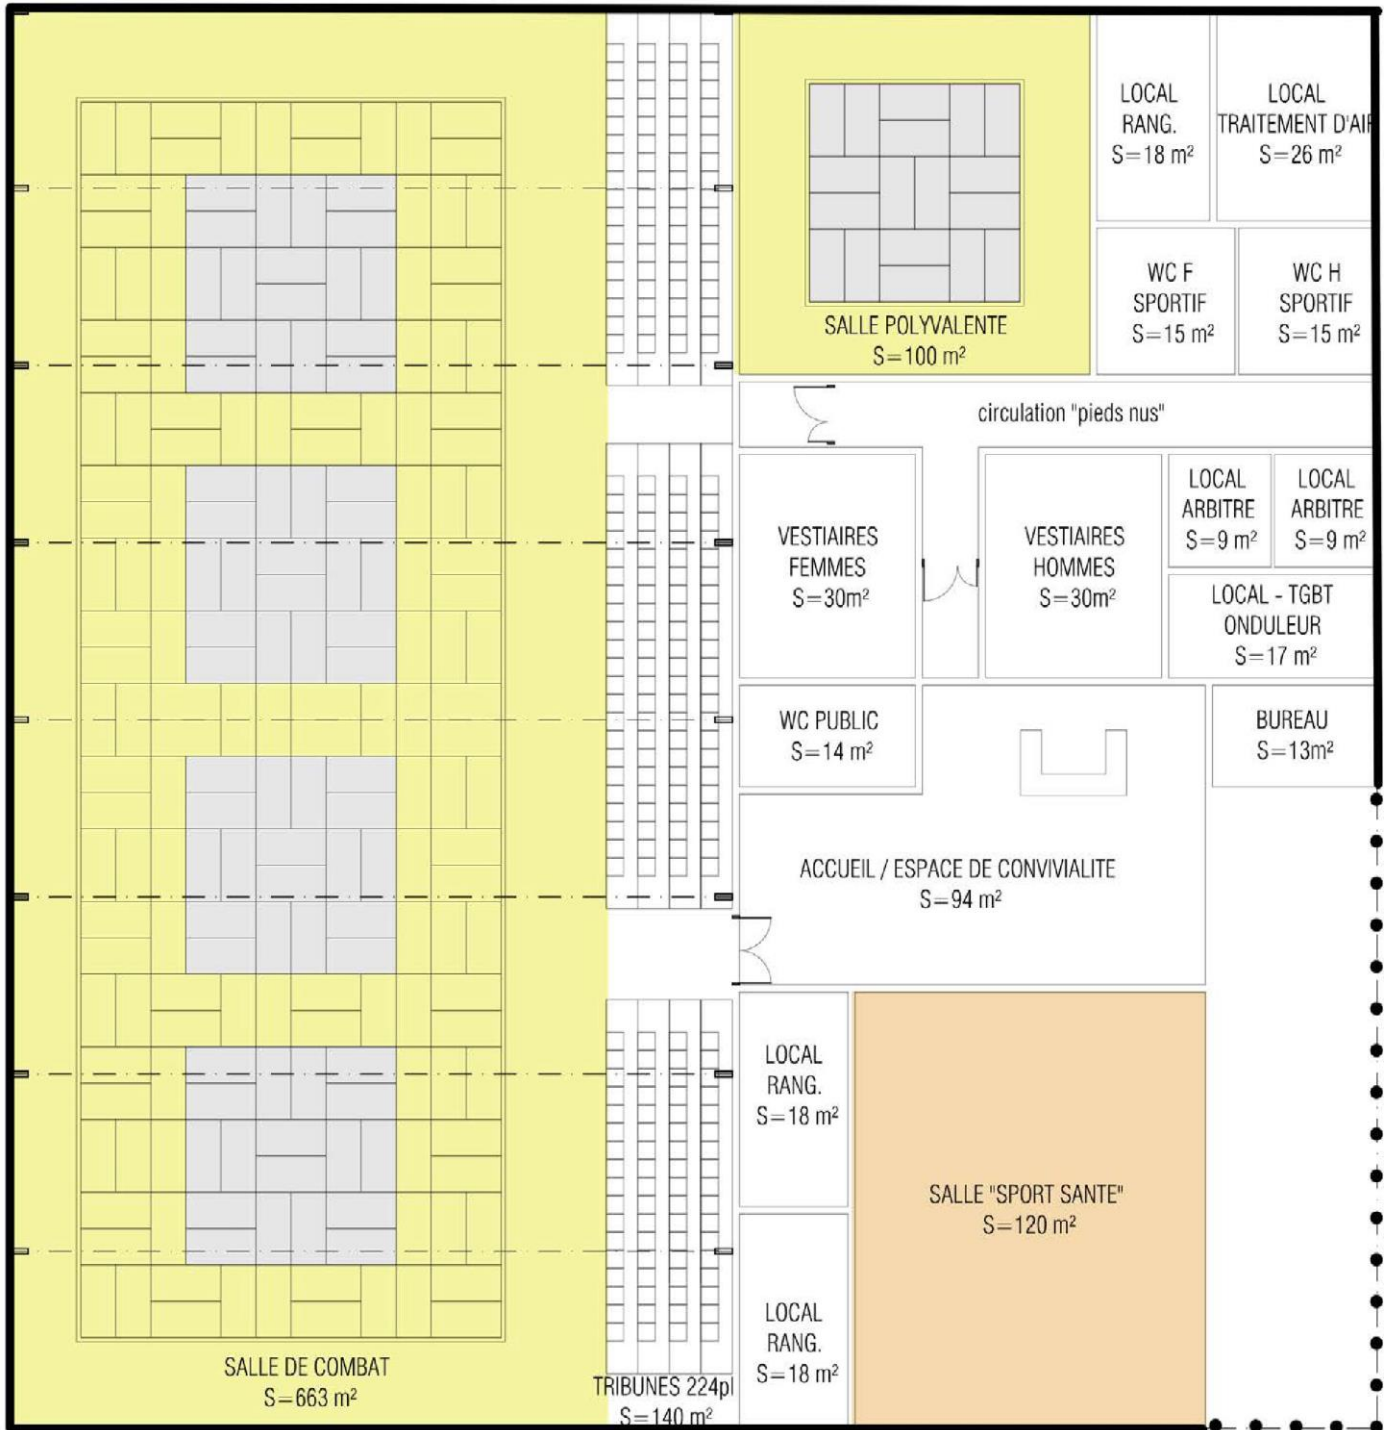 LOCAL
RANG.
S=18 m²
LOCAL
TRAITEMENT D'AIR
S=26 m²
WC F
SPORTIF
S=15 m²
WC H
SPORTIF
S=15 m²
SALLE POLYVALENTE
S=100 m²
circulation "pieds nus"
VESTIAIRES
FEMMES
S=30m²
VESTIAIRES
HOMMES
S=30m²
LOCAL
ARBITRE
S=9 m²
LOCAL
ARBITRE
S=9 m²
LOCAL - TGBT
ONDULEUR
S=17 m²
WC PUBLIC
S=14 m²
BUREAU
S=13m²
ACCUEIL / ESPACE DE CONVIVIALITE
S=94 m²
LOCAL
RANG.
S=18 m²
SALLE "SPORT SANTE"
S=120 m²
LOCAL
RANG.
S=18 m²
SALLE DE COMBAT
S=663 m²
TRIBUNES 224pl
S=140 m²